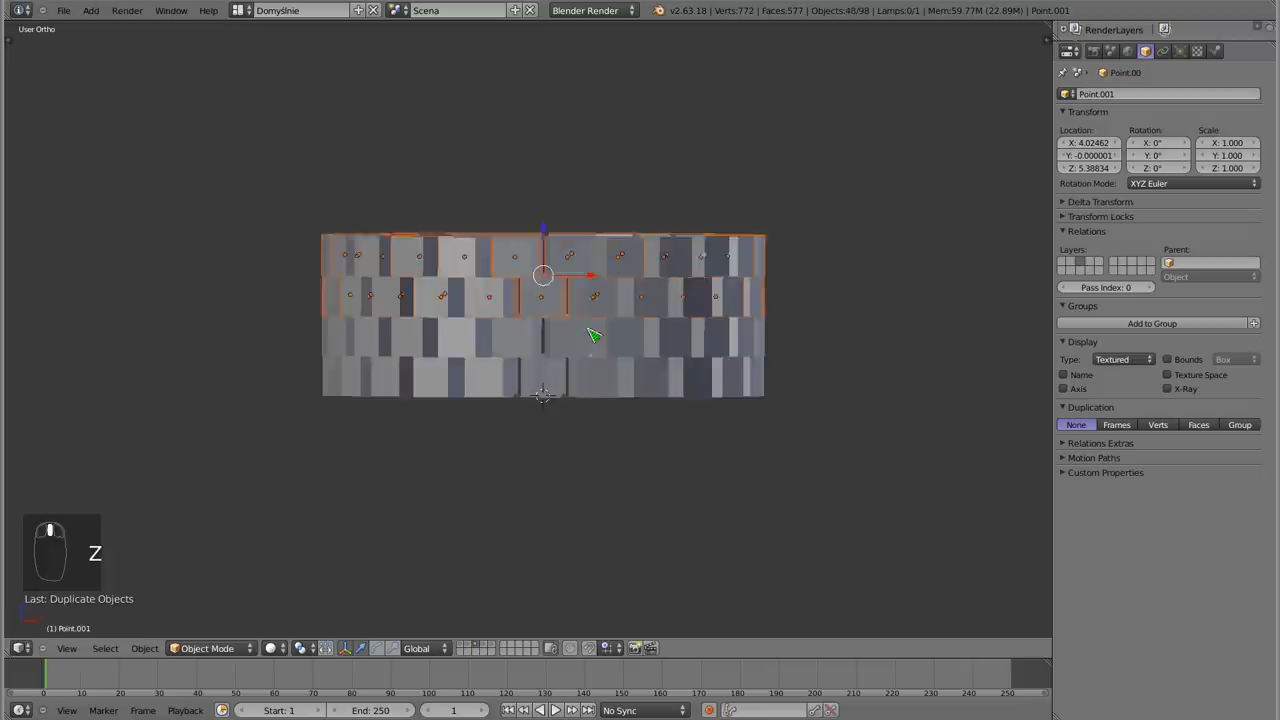 File Add Render Window Help Domyślnie Scena Blender Render v2.63.18 | Verts:772 | Faces:577 | Objects:48/98 | Lamps:0/1 | Mem:59.77M (22.89M) | Point.001
User Ortho
RenderLayers
Point.00
Point.001
Transform
Location: Rotation: Scale:
X: 4.02462 X: 0° X: 1.000
Y: -0.000001 Y: 0° Y: 1.000
Z: 5.38834 Z: 0° Z: 1.000
Rotation Mode: XYZ Euler
Delta Transform
Transform Locks
Relations
Layers: Parent:
Object
Pass Index: 0
Groups
Add to Group
Display
Type: Textured Bounds Box
Name Texture Space
Axis X-Ray
Duplication
None Frames Verts Faces Group
Relations Extras
Motion Paths
Custom Properties
Z
Last: Duplicate Objects
(1) Point.001
View Select Object Object Mode Global
0 10 20 30 40 50 60 70 80 90 100 110 120 130 140 150 160 170 180 190 200 210 220 230 240 250
View Marker Frame Playback Start: 1 End: 250 1 No Sync